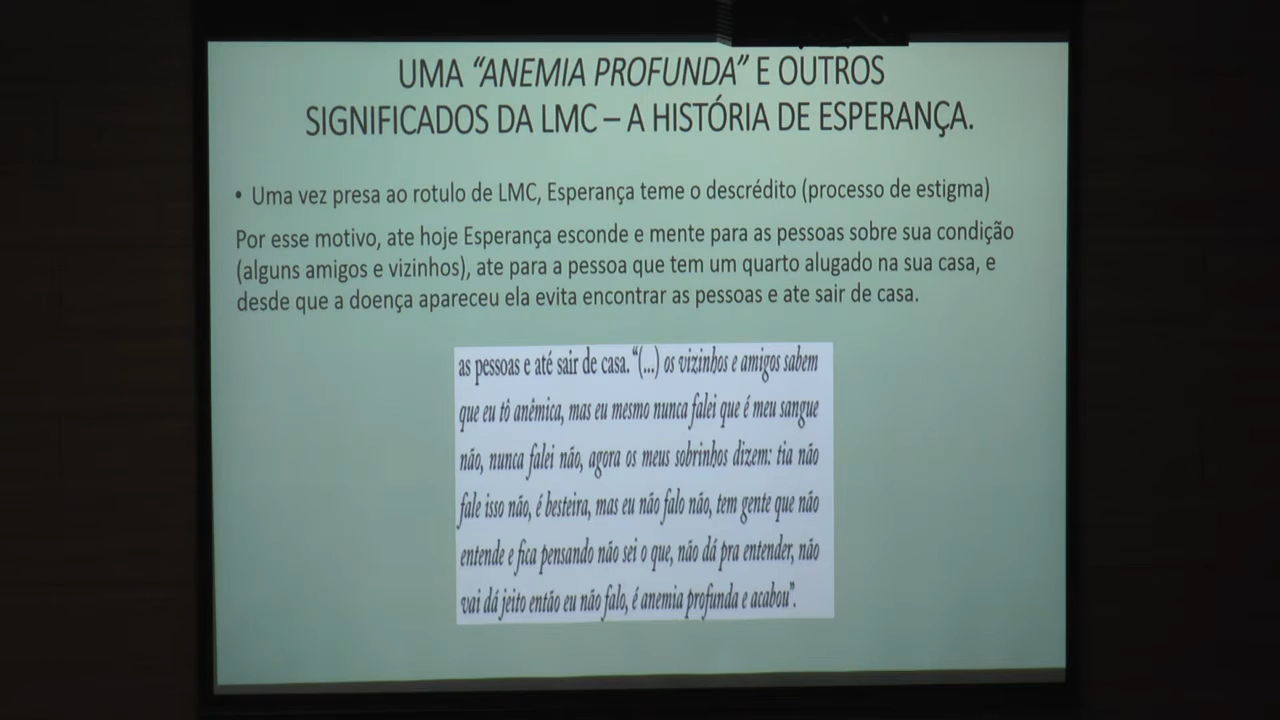 UMA “ANEMIA PROFUNDA” E OUTROS
SIGNIFICADOS DA LMC – A HISTÓRIA DE ESPERANÇA.
• Uma vez presa ao rotulo de LMC, Esperança teme o descrédito (processo de estigma)
Por esse motivo, ate hoje Esperança esconde e mente para as pessoas sobre sua condição
(alguns amigos e vizinhos), ate para a pessoa que tem um quarto alugado na sua casa, e
desde que a doença apareceu ela evita encontrar as pessoas e ate sair de casa.
as pessoas e até sair de casa. “(...) os vizinhos e amigos sabem
que eu tô anêmica, mas eu mesmo nunca falei que é meu sangue
não, nunca falei não, agora os meus sobrinhos dizem: tia não
fale isso não, é besteira, mas eu não falo não, tem gente que não
entende e fica pensando não sei o que, não dá pra entender, não
vai dá jeito então eu não falo, é anemia profunda e acabou”.